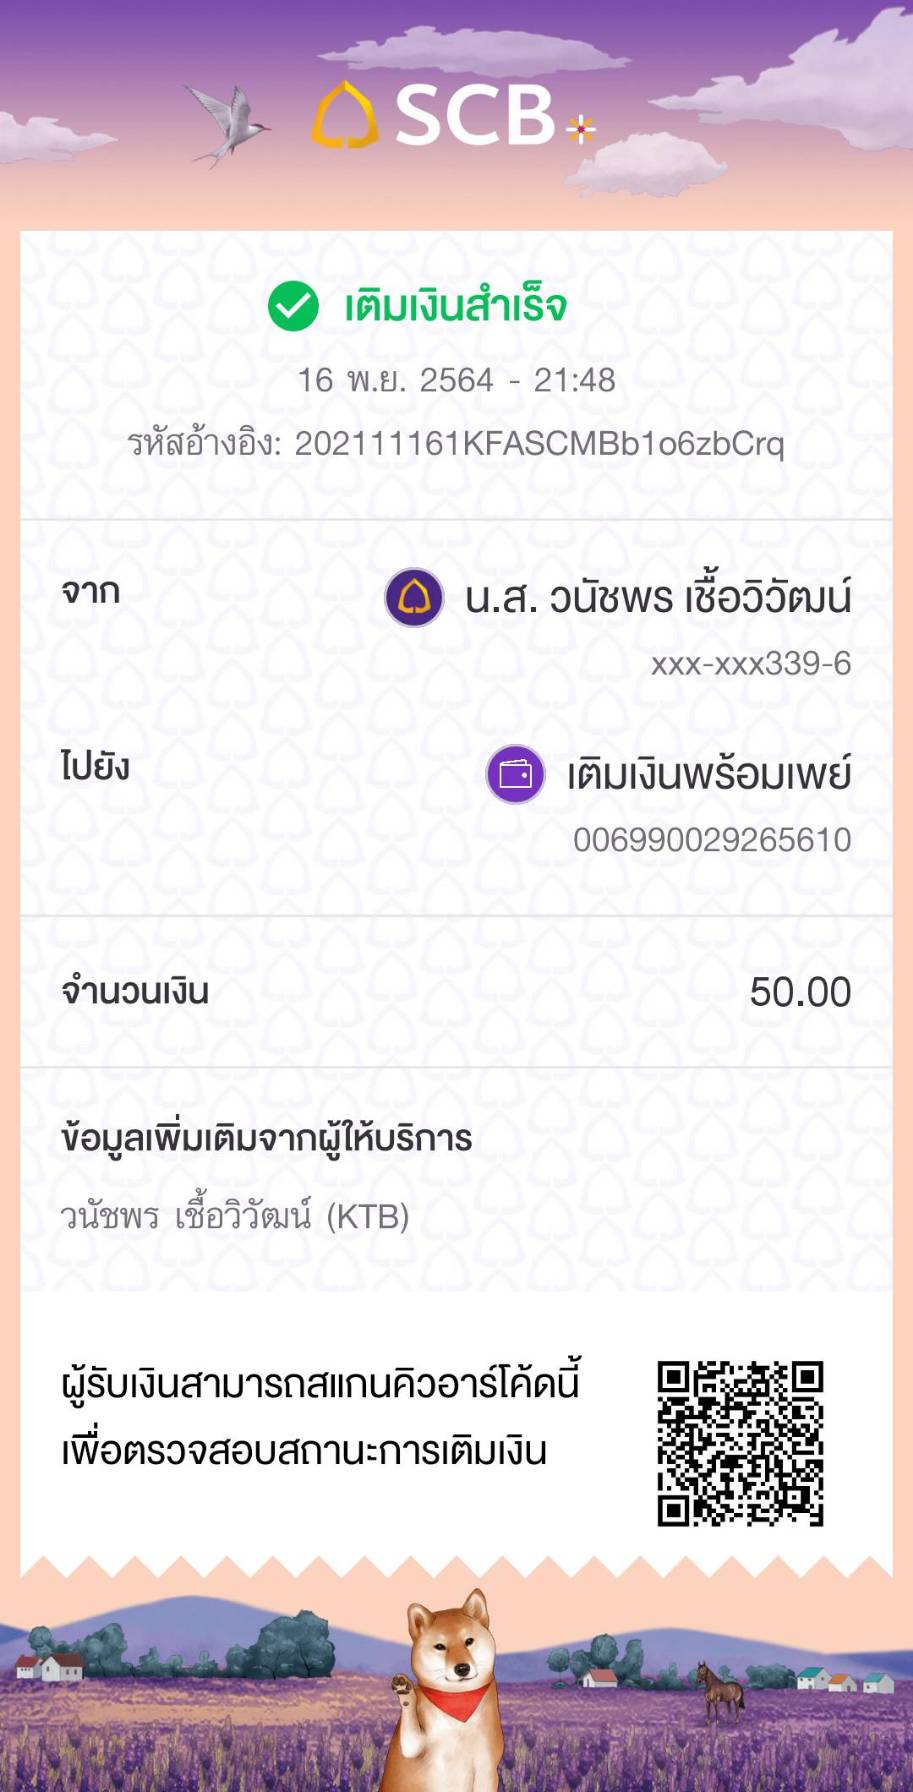 SCB
เติมเงินสำเร็จ
16 พ.ย. 2564 - 21:48
รหัสอ้างอิง: 202111161KFASCMBb1o6zbCrq
จาก
น.ส. วนัชพร เชื้อวิวัฒน์
xxx-xxx339-6
ไปยัง
เติมเงินพร้อมเพย์
006990029265610
จำนวนเงิน
50.00
ข้อมูลเพิ่มเติมจากผู้ให้บริการ
วนัชพร เชื้อวิวัฒน์ (KTB)
ผู้รับเงินสามารถสแกนคิวอาร์โค้ดนี้
เพื่อตรวจสอบสถานะการเติมเงิน